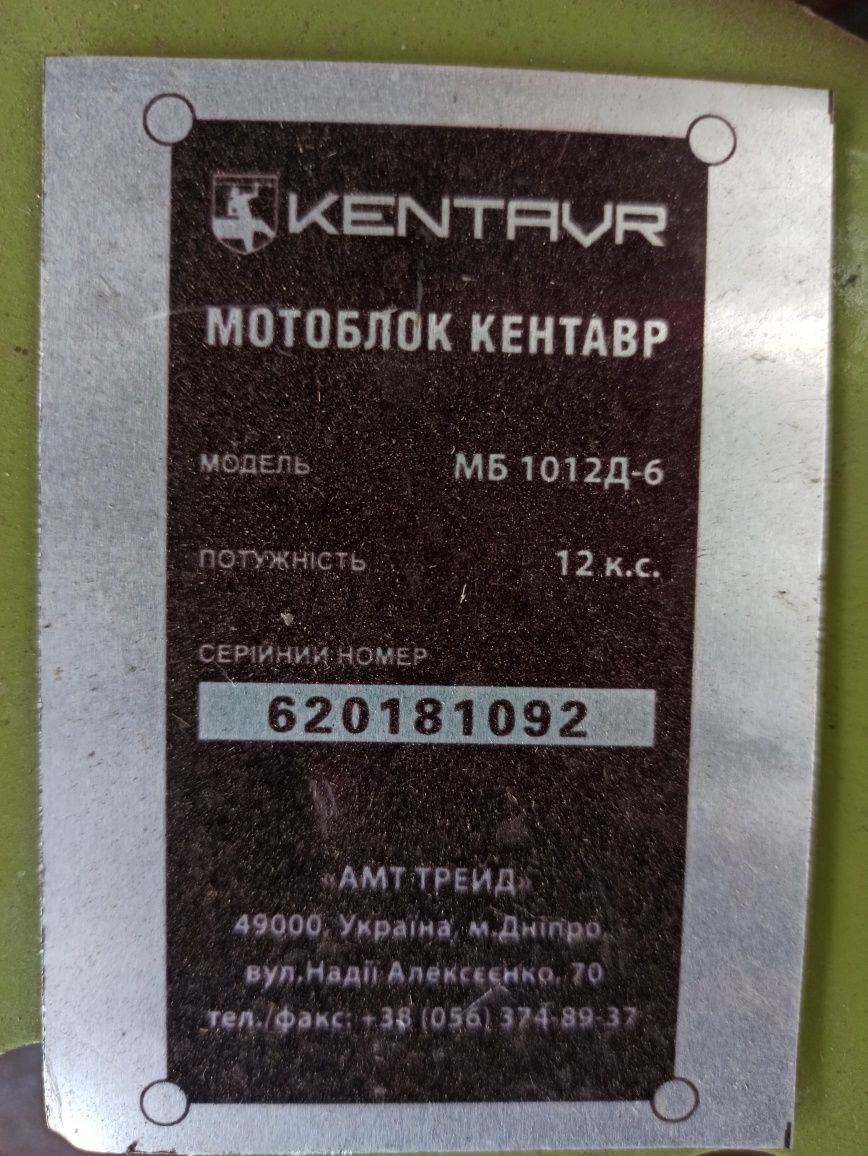 KENTAVR
МОТОБЛОК КЕНТАВР
МОДЕЛЬ МБ 1012Д-6
ПОТУЖНІСТЬ 12 к.с.
СЕРІЙНИЙ НОМЕР
620181092
«АМТ ТРЕЙД»
49000, Україна, м.Дніпро,
вул.Надії Алексєєнко, 70
тел./факс: +38 (056) 374-89-37